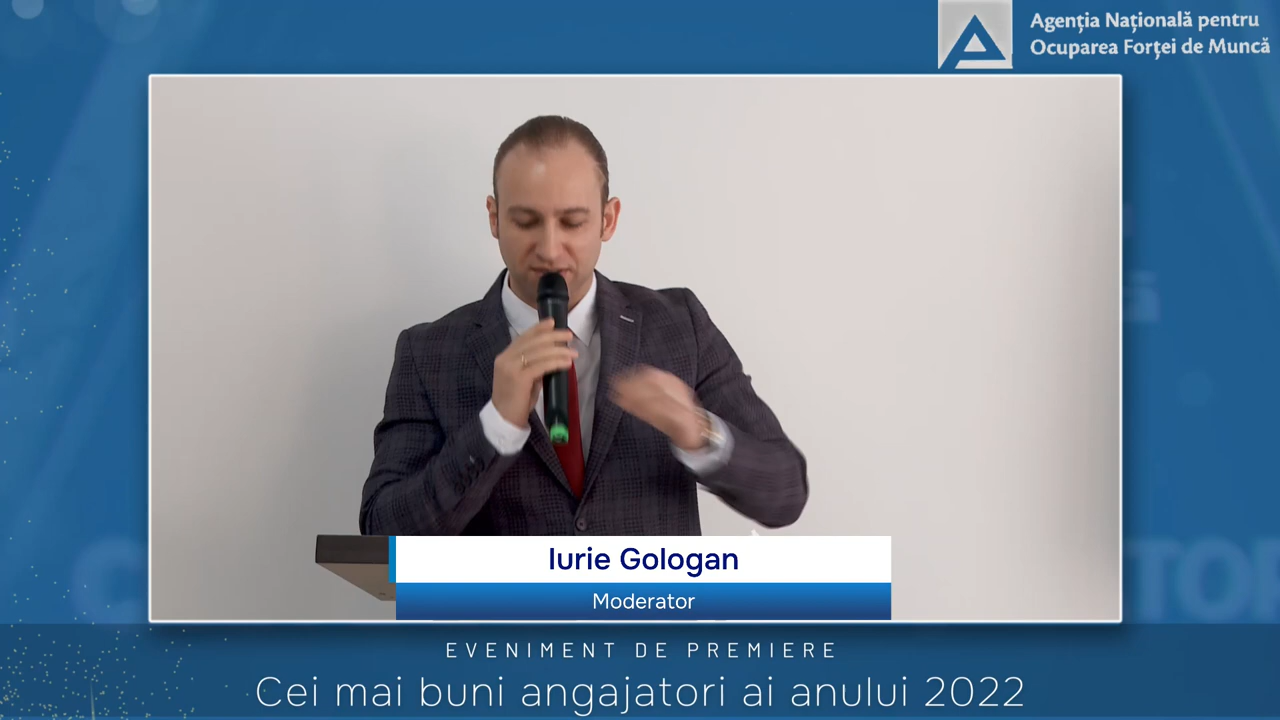 Agenția Națională pentru
Ocuparea Forței de Muncă
Iurie Gologan
Moderator
EVENIMENT DE PREMIERE
Cei mai buni angajatori ai anului 2022